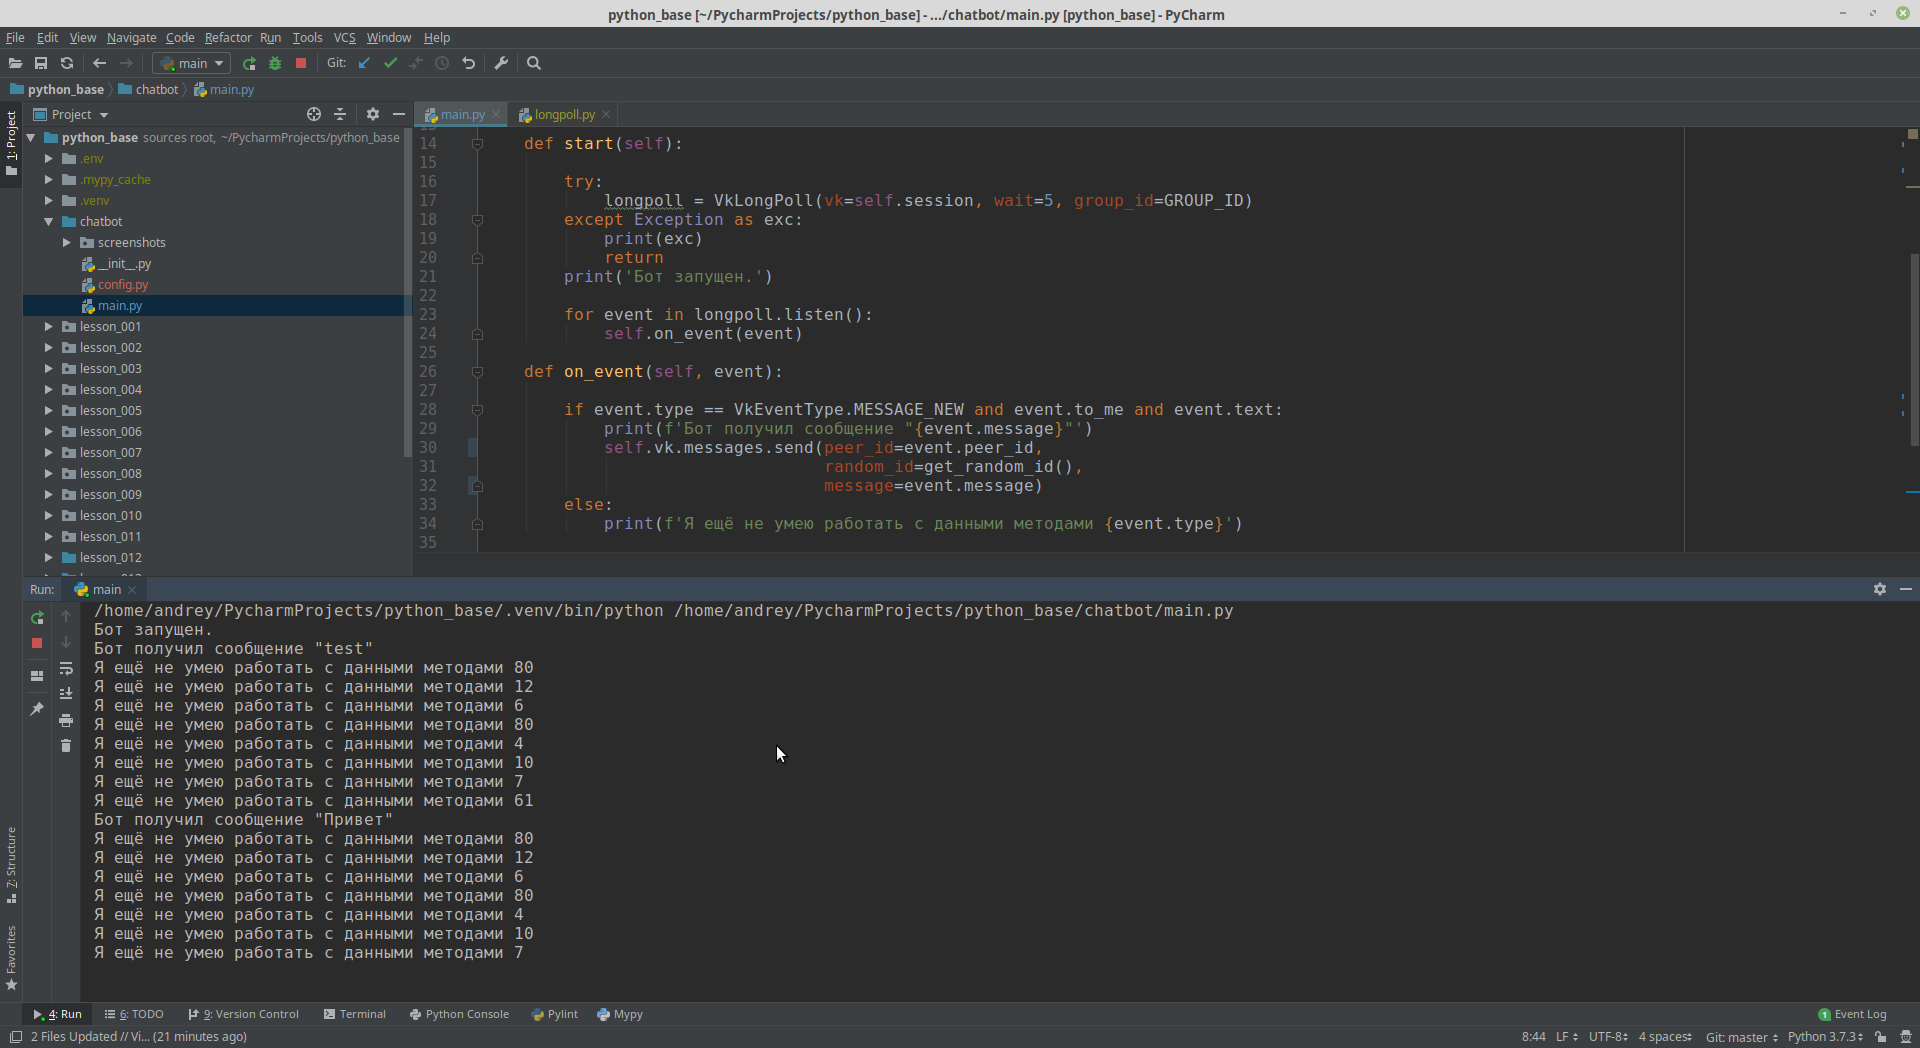 python_base [~/PycharmProjects/python_base] - .../chatbot/main.py [python_base] - PyCharm
File Edit View Navigate Code Refactor Run Tools VCS Window Help
main Git:
python_base chatbot main.py
Project
main.py longpoll.py
1: Project
python_base sources root, ~/PycharmProjects/python_base
.env
.mypy_cache
.venv
chatbot
screenshots
__init__.py
config.py
main.py
lesson_001
lesson_002
lesson_003
lesson_004
lesson_005
lesson_006
lesson_007
lesson_008
lesson_009
lesson_010
lesson_011
lesson_012
14 def start(self):
15
16 try:
17 longpoll = VkLongPoll(vk=self.session, wait=5, group_id=GROUP_ID)
18 except Exception as exc:
19 print(exc)
20 return
21 print('Бот запущен.')
22
23 for event in longpoll.listen():
24 self.on_event(event)
25
26 def on_event(self, event):
27
28 if event.type == VkEventType.MESSAGE_NEW and event.to_me and event.text:
29 print(f'Бот получил сообщение "{event.message}"')
30 self.vk.messages.send(peer_id=event.peer_id,
31 random_id=get_random_id(),
32 message=event.message)
33 else:
34 print(f'Я ещё не умею работать с данными методами {event.type}')
35
Run: main
/home/andrey/PycharmProjects/python_base/.venv/bin/python /home/andrey/PycharmProjects/python_base/chatbot/main.py
Бот запущен.
Бот получил сообщение "test"
Я ещё не умею работать с данными методами 80
Я ещё не умею работать с данными методами 12
Я ещё не умею работать с данными методами 6
Я ещё не умею работать с данными методами 80
Я ещё не умею работать с данными методами 4
Я ещё не умею работать с данными методами 10
Я ещё не умею работать с данными методами 7
Я ещё не умею работать с данными методами 61
Бот получил сообщение "Привет"
Я ещё не умею работать с данными методами 80
Я ещё не умею работать с данными методами 12
Я ещё не умею работать с данными методами 6
Я ещё не умею работать с данными методами 80
Я ещё не умею работать с данными методами 4
Я ещё не умею работать с данными методами 10
Я ещё не умею работать с данными методами 7
7: Structure
Favorites
4: Run 6: TODO 9: Version Control Terminal Python Console Pylint Mypy 1 Event Log
2 Files Updated // Vi... (21 minutes ago) 8:44 LF UTF-8 4 spaces Git: master Python 3.7.3